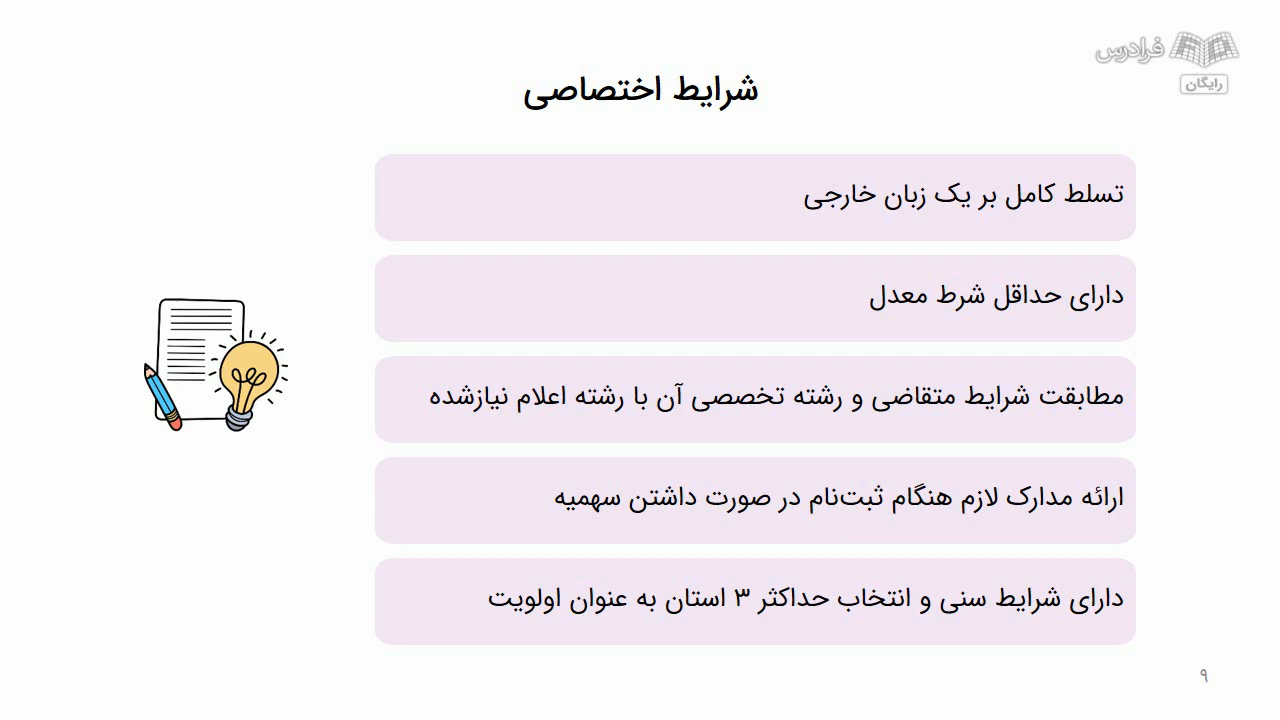 فرادرس
رایگان
شرایط اختصاصی
تسلط کامل بر یک زبان خارجی
دارای حداقل شرط معدل
مطابقت شرایط متقاضی و رشته تخصصی آن با رشته اعلام نیازشده
ارائه مدارک لازم هنگام ثبت‌نام در صورت داشتن سهمیه
دارای شرایط سنی و انتخاب حداکثر ۳ استان به عنوان اولویت
۹